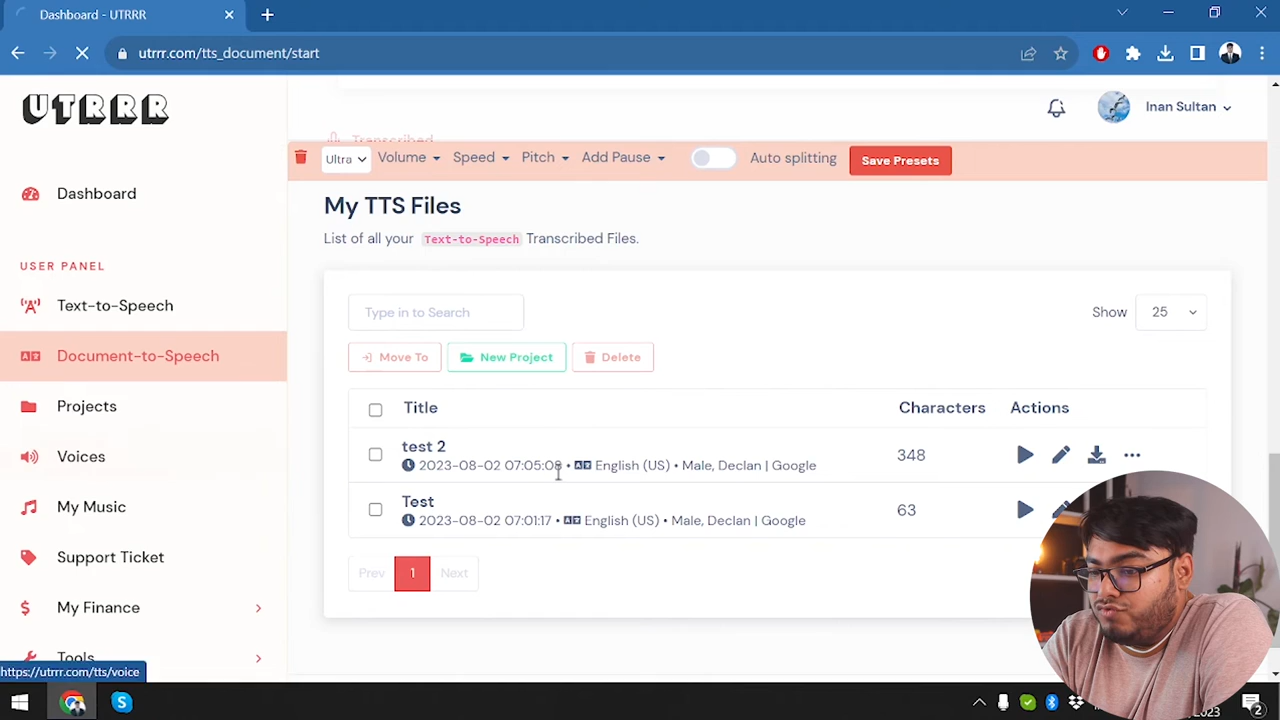 Dashboard - UTRRR
utrrr.com/tts_document/start
UTRRR
Inan Sultan
Transcribed
Ultra Volume Speed Pitch Add Pause Auto splitting Save Presets
Dashboard
My TTS Files
List of all your Text-to-Speech Transcribed Files.
USER PANEL
Text-to-Speech
Type in to Search
Show 25
Document-to-Speech
Move To New Project Delete
Projects
Title Characters Actions
Voices
test 2
2023-08-02 07:05:08 • English (US) • Male, Declan | Google
348
My Music
Test
2023-08-02 07:01:17 • English (US) • Male, Declan | Google
63
Support Ticket
Prev 1 Next
My Finance
Tools
https://utrrr.com/tts/voice
2023
2